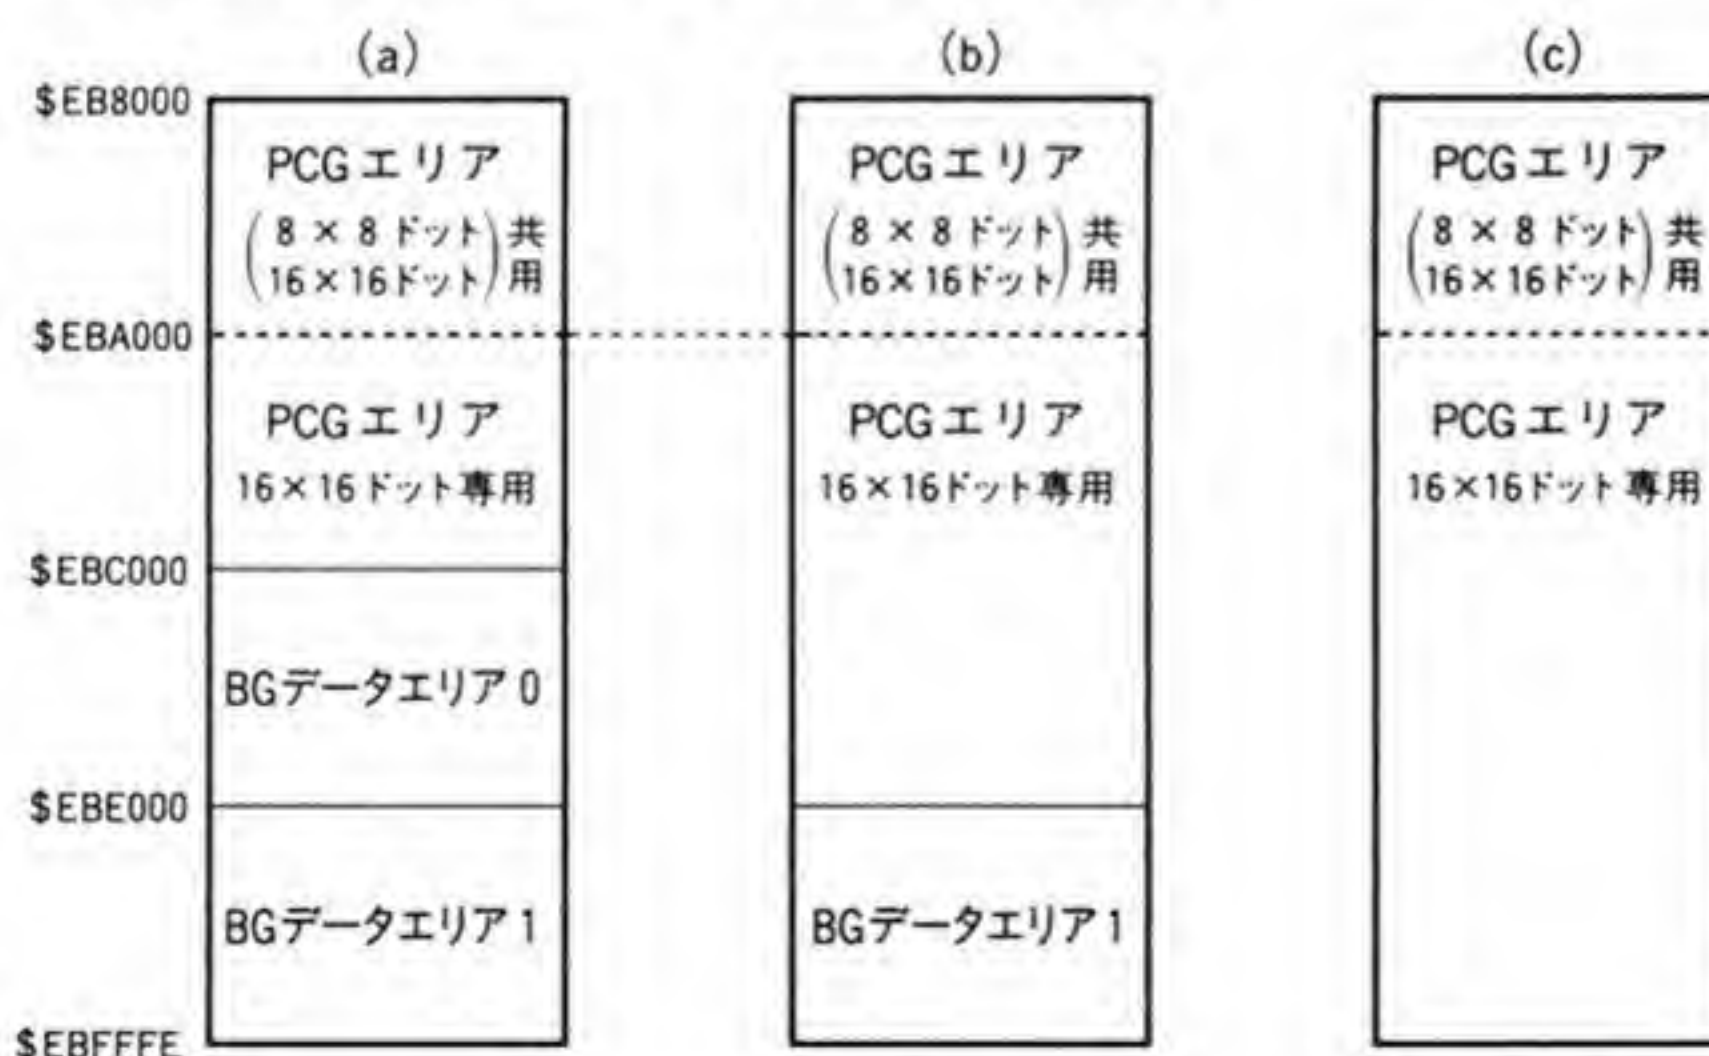 (a)
(b)
(c)
$EB8000
PCGエリア
(8×8ドット
16×16ドット)共用
PCGエリア
(8×8ドット
16×16ドット)共用
PCGエリア
(8×8ドット
16×16ドット)共用
$EBA000
PCGエリア
16×16ドット専用
PCGエリア
16×16ドット専用
PCGエリア
16×16ドット専用
$EBC000
BGデータエリア0
$EBE000
BGデータエリア1
BGデータエリア1
$EBFFFE